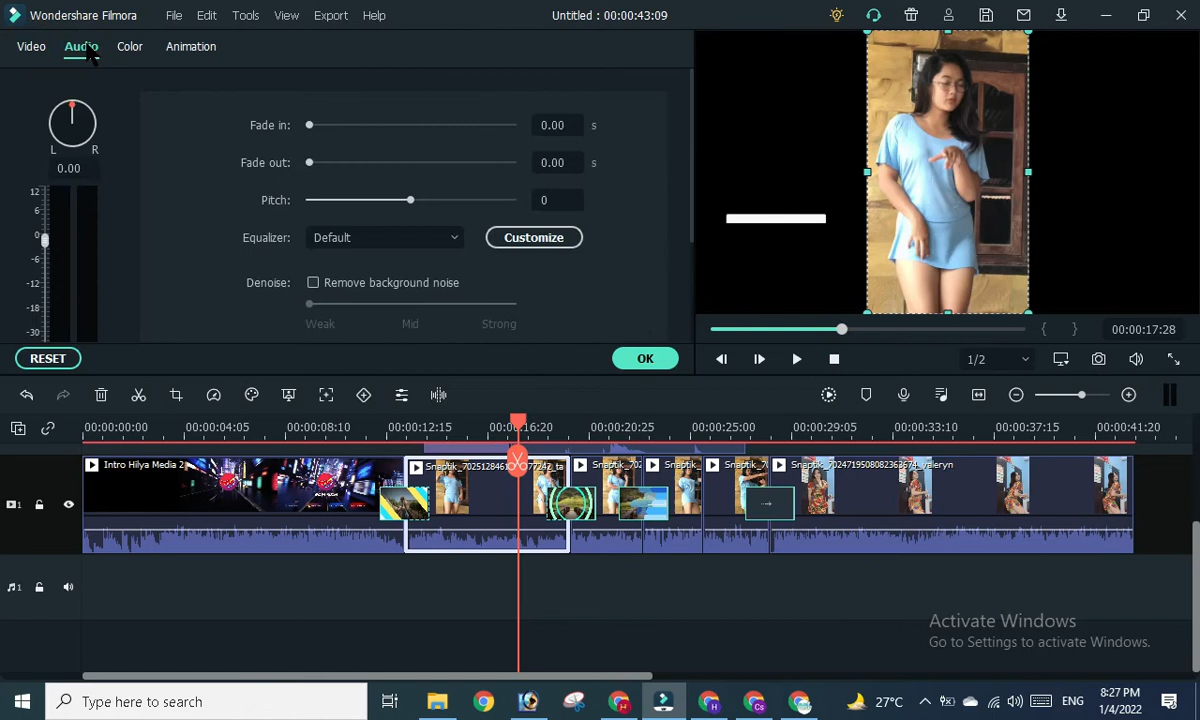 Wondershare Filmora File Edit Tools View Export Help Untitled : 00:00:43:09
Video Audio Color Animation
Fade in: 0.00 s
L R
Fade out: 0.00 s
0.00
Pitch: 0
12
6
0
-6
-12
-18
-30
Equalizer: Default Customize
Denoise: Remove background noise
Weak Mid Strong
RESET OK
{ } 00:00:17:28
1/2
00:00:00:00 00:00:04:05 00:00:08:10 00:00:12:15 00:00:16:20 00:00:20:25 00:00:25:00 00:00:29:05 00:00:33:10 00:00:37:15 00:00:41:20
Intro Hilya Media 2
1
1
Activate Windows
Go to Settings to activate Windows.
Type here to search
27°C ENG 8:27 PM
1/4/2022